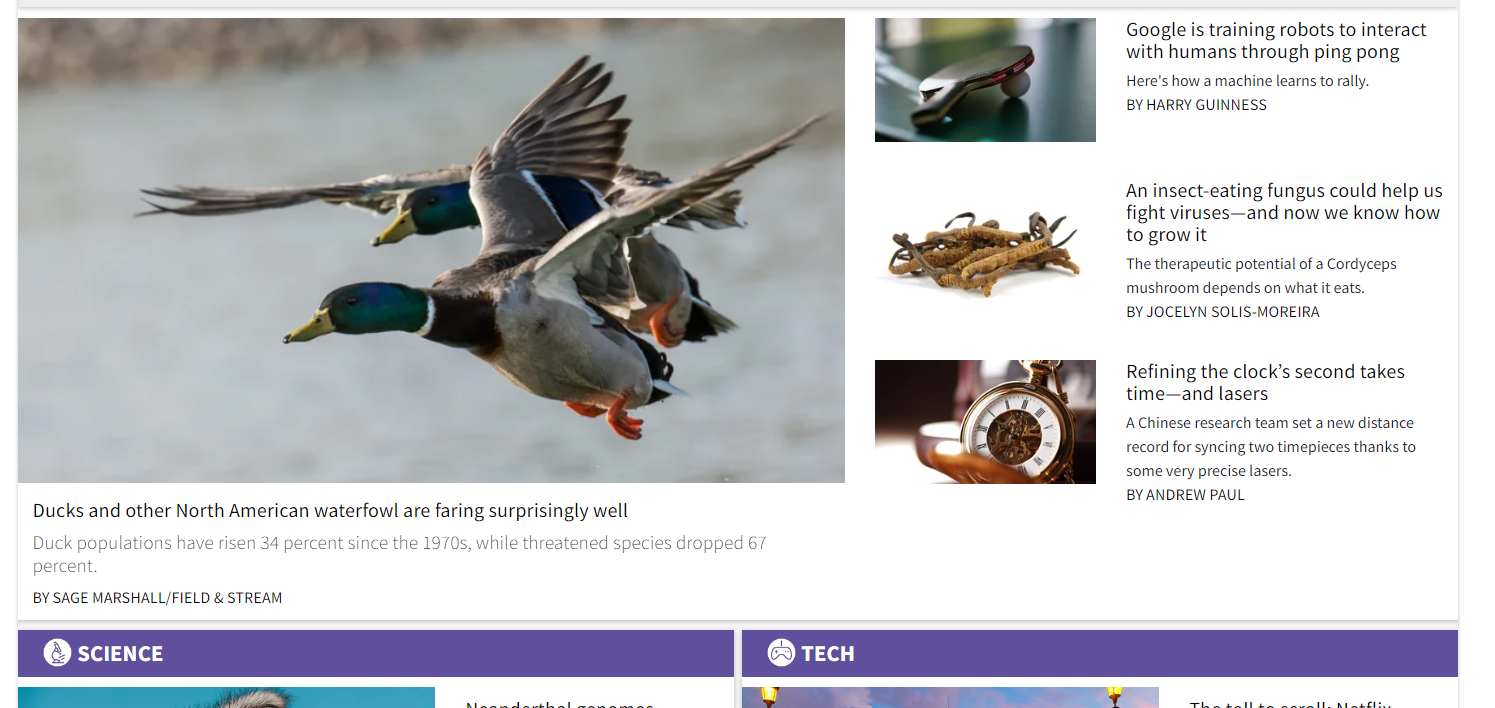 Ducks and other North American waterfowl are faring surprisingly well
Duck populations have risen 34 percent since the 1970s, while threatened species dropped 67
percent.
BY SAGE MARSHALL/FIELD & STREAM
Google is training robots to interact
with humans through ping pong
Here's how a machine learns to rally.
BY HARRY GUINNESS
An insect-eating fungus could help us
fight viruses—and now we know how
to grow it
The therapeutic potential of a Cordyceps
mushroom depends on what it eats.
BY JOCELYN SOLIS-MOREIRA
Refining the clock’s second takes
time—and lasers
A Chinese research team set a new distance
record for syncing two timepieces thanks to
some very precise lasers.
BY ANDREW PAUL
SCIENCE
Neanderthal genomes
TECH
The toll to scroll: Netflix